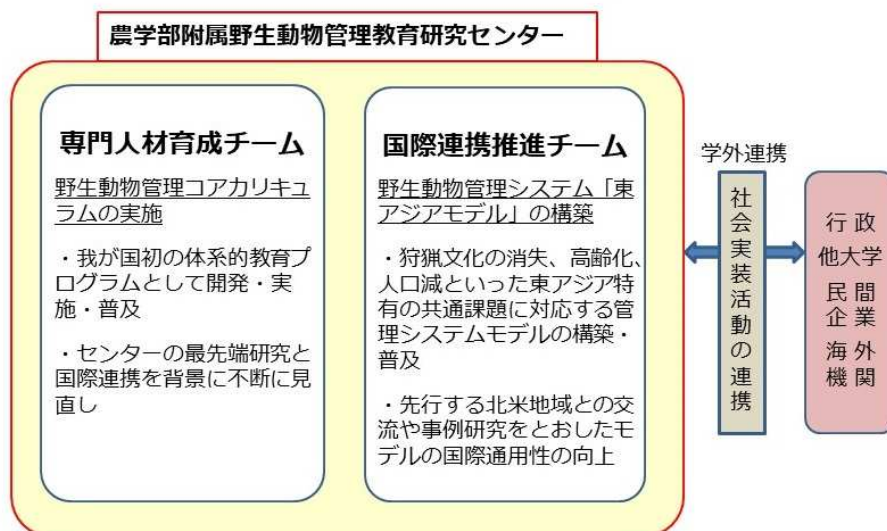 農学部附属野生動物管理教育研究センター
専門人材育成チーム
野生動物管理コアカリキュ
ラムの実施
・我が国初の体系的教育プ
ログラムとして開発・実
施・普及
・センターの最先端研究と
国際連携を背景に不断に見
直し
国際連携推進チーム
野生動物管理システム「東
アジアモデル」の構築
・狩猟文化の消失、高齢化、
人口減といった東アジア特
有の共通課題に対応する管
理システムモデルの構築・
普及
・先行する北米地域との交
流や事例研究をとおしたモ
デルの国際通用性の向上
学外連携
社会実装活動の連携
行政
他大学
民間
企業
海外
機関